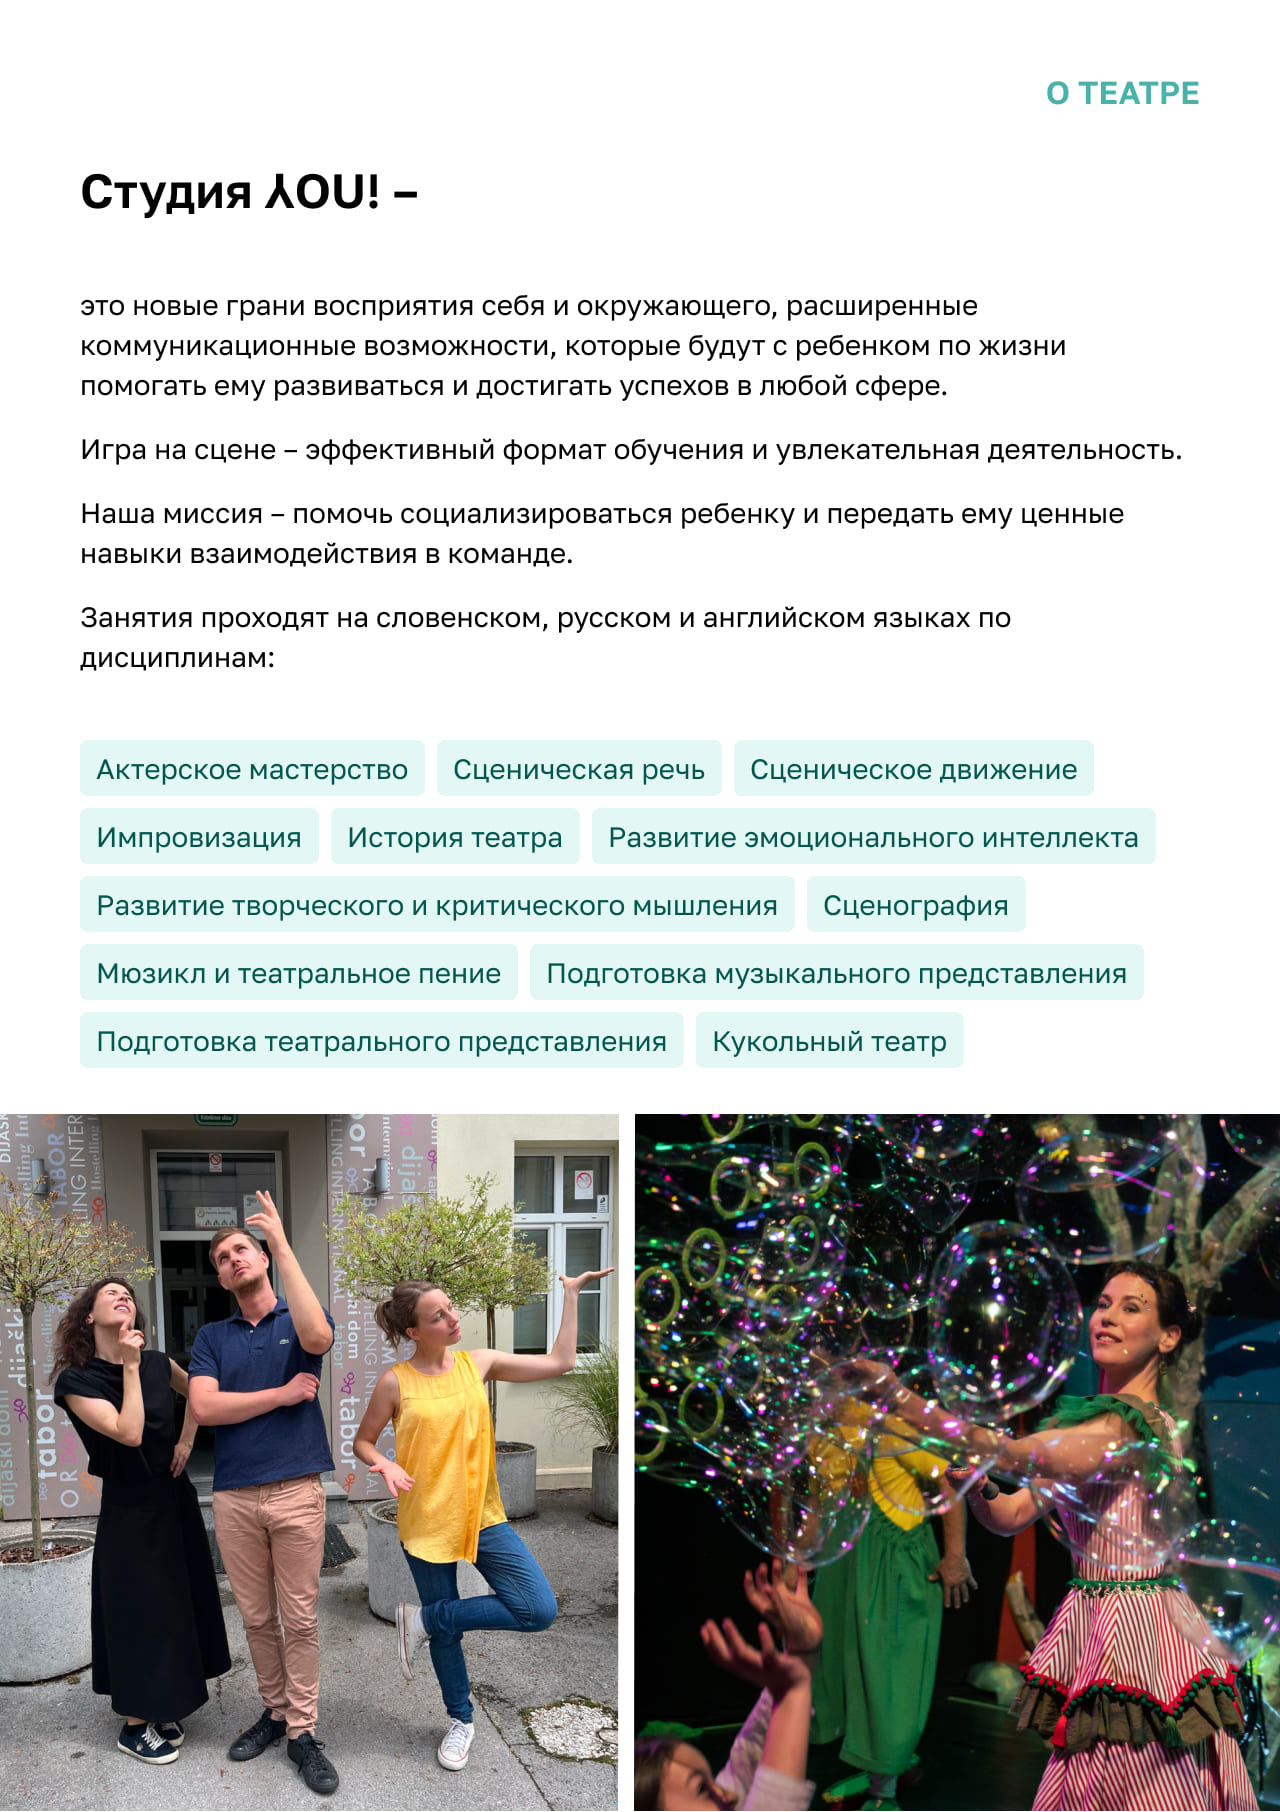 О ТЕАТРЕ
Студия ⅄OU! –
это новые грани восприятия себя и окружающего, расширенные
коммуникационные возможности, которые будут с ребенком по жизни
помогать ему развиваться и достигать успехов в любой сфере.
Игра на сцене – эффективный формат обучения и увлекательная деятельность.
Наша миссия – помочь социализироваться ребенку и передать ему ценные
навыки взаимодействия в команде.
Занятия проходят на словенском, русском и английском языках по
дисциплинам:
Актерское мастерство Сценическая речь Сценическое движение
Импровизация История театра Развитие эмоционального интеллекта
Развитие творческого и критического мышления Сценография
Мюзикл и театральное пение Подготовка музыкального представления
Подготовка театрального представления Кукольный театр
TABOR
dijaški dom
tabor
dijaški
tabor